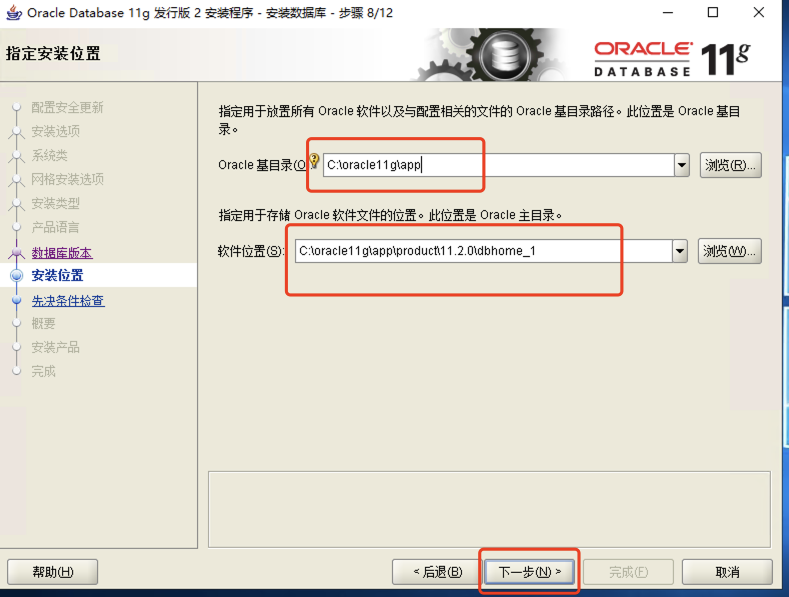 Oracle Database 11g 发行版 2 安装程序 - 安装数据库 - 步骤 8/12
指定安装位置
ORACLE
DATABASE 11g
配置安全更新
安装选项
系统类
网格安装选项
安装类型
产品语言
数据库版本
安装位置
先决条件检查
概要
安装产品
完成
指定用于放置所有 Oracle 软件以及与配置相关的文件的 Oracle 基目录路径。此位置是 Oracle 基目
录。
Oracle 基目录(O
C:\oracle11g\app
浏览(R)...
指定用于存储 Oracle 软件文件的位置。此位置是 Oracle 主目录。
软件位置(S):
C:\oracle11g\app\product\11.2.0\dbhome_1
浏览(W)...
帮助(H)
< 后退(B)
下一步(N) >
完成(F)
取消